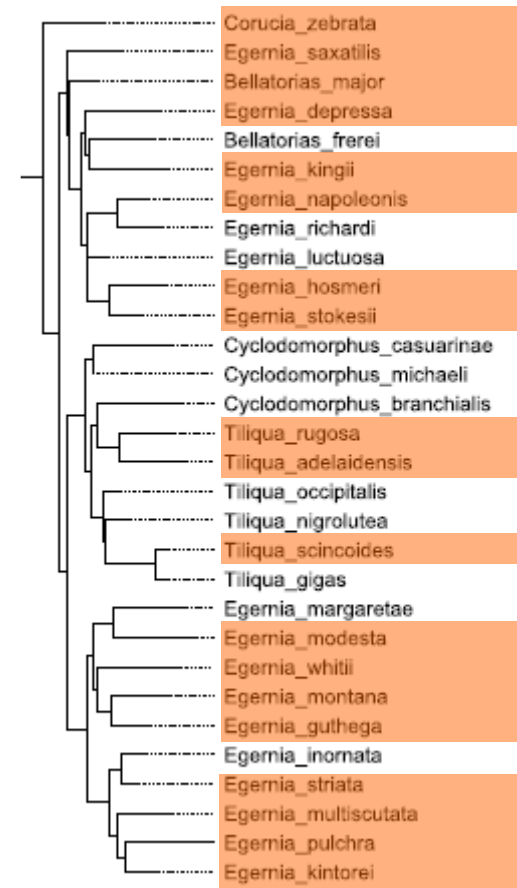 Corucia_zebrata
Egernia_saxatilis
Bellatorias_major
Egernia_depressa
Bellatorias_frerei
Egernia_kingii
Egernia_napoleonis
Egernia_richardi
Egernia_luctuosa
Egernia_hosmeri
Egernia_stokesii
Cyclodomorphus_casuarinae
Cyclodomorphus_michaeli
Cyclodomorphus_branchialis
Tiliqua_rugosa
Tiliqua_adelaidensis
Tiliqua_occipitalis
Tiliqua_nigrolutea
Tiliqua_scincoides
Tiliqua_gigas
Egernia_margaretae
Egernia_modesta
Egernia_whitii
Egernia_montana
Egernia_guthega
Egernia_inornata
Egernia_striata
Egernia_multiscutata
Egernia_pulchra
Egernia_kintorei